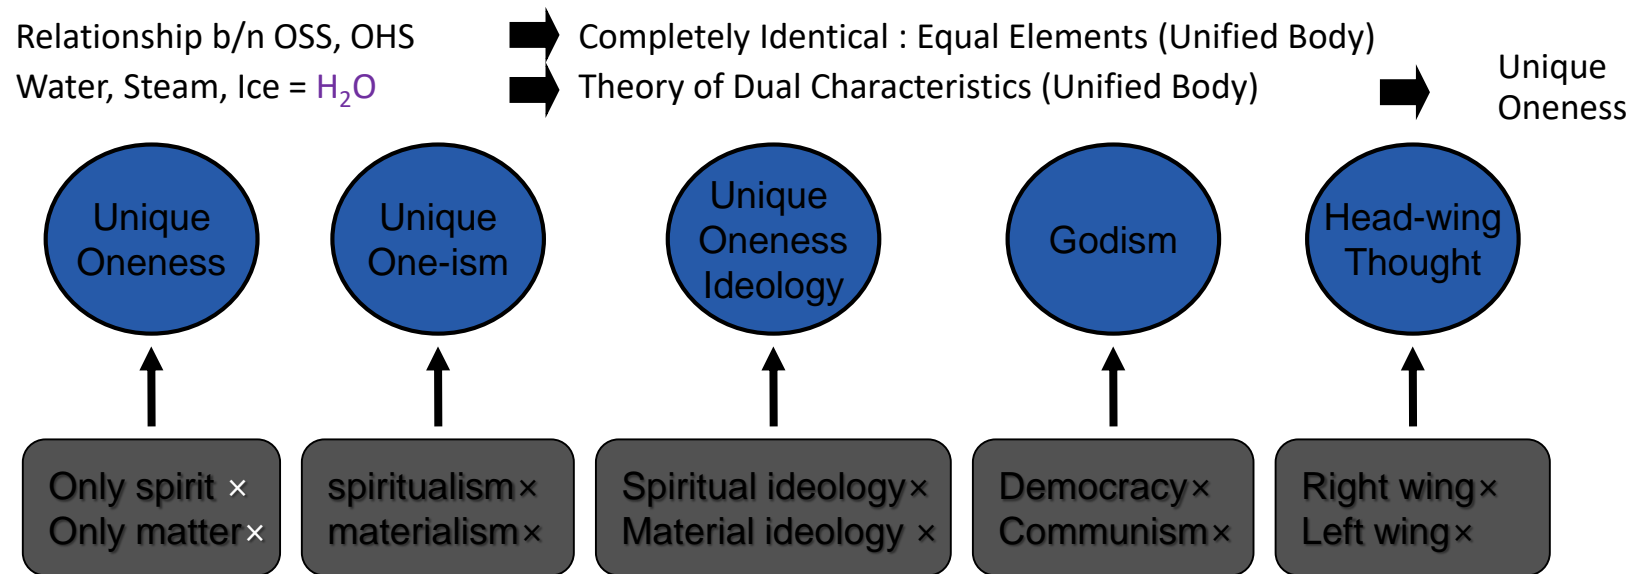 Relationship b/n OSS, OHS
Completely Identical : Equal Elements (Unified Body)
Water, Steam, Ice = H₂O
Theory of Dual Characteristics (Unified Body)
Unique
Oneness
Unique
Oneness
Unique
One-ism
Unique
Oneness
Ideology
Godism
Head-wing
Thought
Only spirit ×
Only matter ×
spiritualism ×
materialism ×
Spiritual ideology ×
Material ideology ×
Democracy ×
Communism ×
Right wing ×
Left wing ×